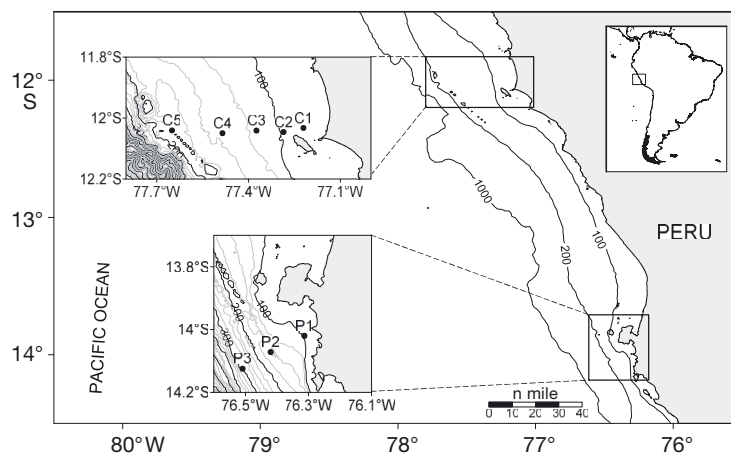 12°
S
13°
14°
80°W
79°
78°
77°
76°
PACIFIC OCEAN
PERU
1000
200
100
n mile
0 10 20 30 40
11.8°S
12.0°S
12.2°S
77.7°W
77.4°W
77.1°W
100
C5
C4
C3
C2
C1
13.8°S
14°S
14.2°S
76.5°W
76.3°W
76.1°W
100
200
300
P1
P2
P3